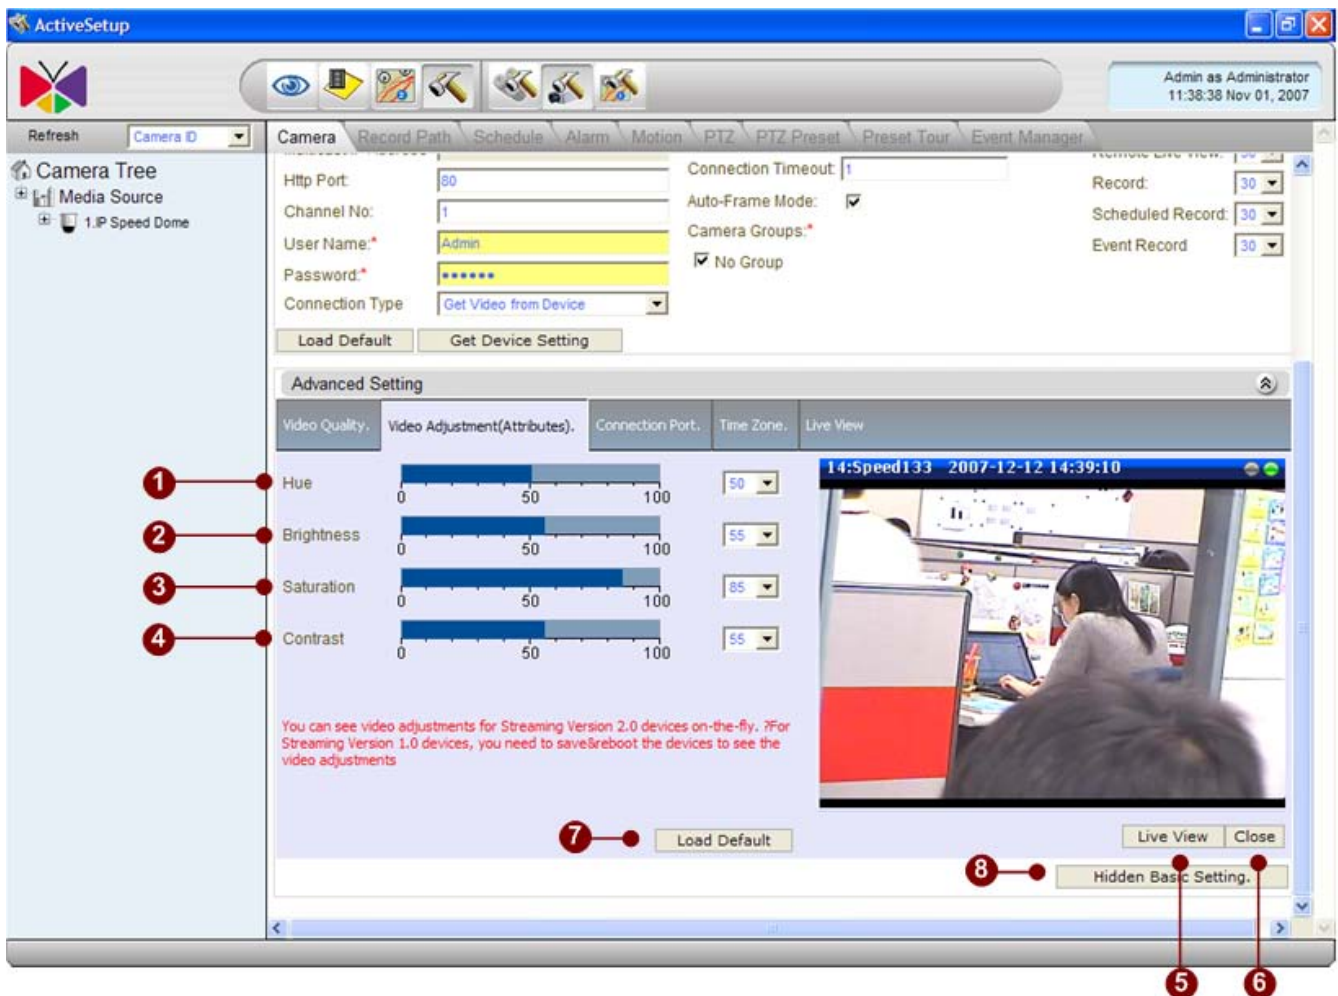 ActiveSetup
Admin as Administrator
11:38:38 Nov 01, 2007
Refresh
Camera ID
Camera Record Path Schedule Alarm Motion PTZ PTZ Preset Preset Tour Event Manager
Camera Tree
Media Source
1.IP Speed Dome
Http Port: 80
Channel No: 1
User Name:* Admin
Password:* ●●●●●●
Connection Type Get Video from Device
Connection Timeout: 1
Auto-Frame Mode:
Camera Groups:*
No Group
Remote Live View: 30
Record: 30
Scheduled Record: 30
Event Record 30
Load Default Get Device Setting
Advanced Setting
Video Quality. Video Adjustment(Attributes). Connection Port. Time Zone. Live View
1 Hue 0 50 100 50
2 Brightness 0 50 100 55
3 Saturation 0 50 100 85
4 Contrast 0 50 100 55
14:Speed133 2007-12-12 14:39:10
You can see video adjustments for Streaming Version 2.0 devices on-the-fly. ?For
Streaming Version 1.0 devices, you need to save&reboot the devices to see the
video adjustments
7 Load Default
Live View Close
8 Hidden Basic Setting.
5 6